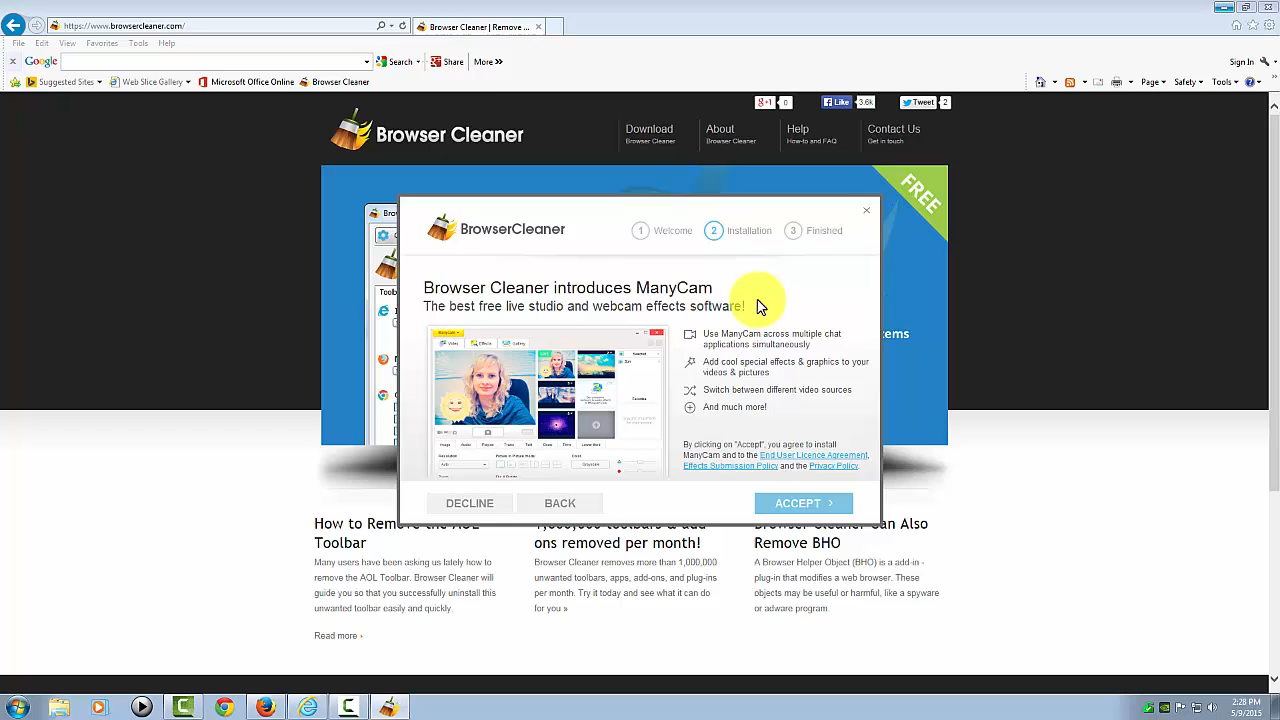 https://www.browsercleaner.com/
Browser Cleaner | Remove ...
File Edit View Favorites Tools Help
Google Search Share More »
Sign In
Suggested Sites Web Slice Gallery Microsoft Office Online Browser Cleaner
Page Safety Tools
g+1 0 Like 3.6k Tweet 2
Browser Cleaner
Download
Browser Cleaner
About
Browser Cleaner
Help
How-to and FAQ
Contact Us
Get in touch
FREE
BrowserCleaner
1 Welcome 2 Installation 3 Finished
Browser Cleaner introduces ManyCam
The best free live studio and webcam effects software!
ManyCam
Video Effects Gallery
Use ManyCam across multiple chat
applications simultaneously
Add cool special effects & graphics to your
videos & pictures
Switch between different video sources
And much more!
By clicking on "Accept", you agree to install
ManyCam and to the End User Licence Agreement,
Effects Submission Policy and the Privacy Policy.
DECLINE BACK ACCEPT
How to Remove the AOL
Toolbar
Many users have been asking us lately how to
remove the AOL Toolbar. Browser Cleaner will
guide you so that you successfully uninstall this
unwanted toolbar easily and quickly.
Read more
1,000,000 toolbars & add-
ons removed per month!
Browser Cleaner removes more than 1,000,000
unwanted toolbars, apps, add-ons, and plug-ins
per month. Try it today and see what it can do
for you »
Browser Cleaner Can Also
Remove BHO
A Browser Helper Object (BHO) is a add-in -
plug-in that modifies a web browser. These
objects may be useful or harmful, like a spyware
or adware program.
2:28 PM
5/9/2015